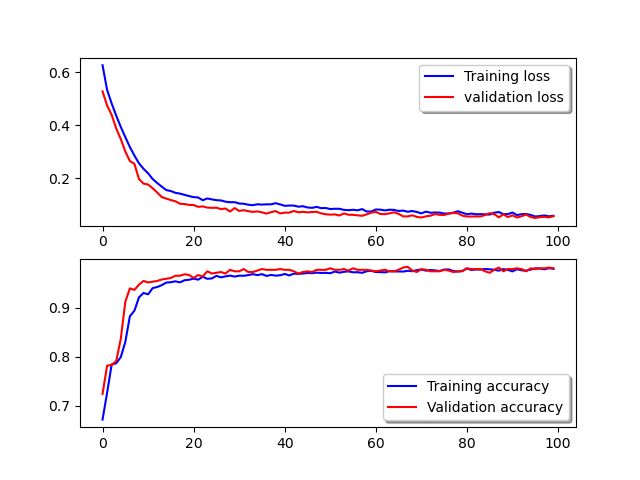 0.6
0.4
0.2
Training loss
validation loss
0 20 40 60 80 100
0.9
0.8
0.7
Training accuracy
Validation accuracy
0 20 40 60 80 100